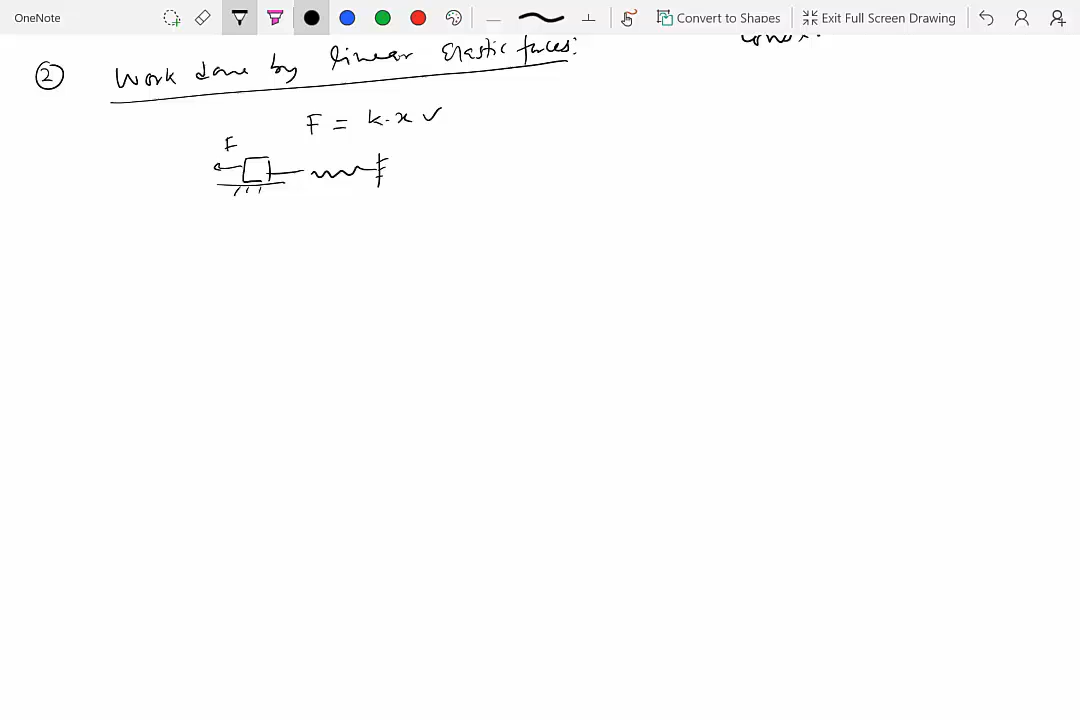 OneNote
Convert to Shapes
Exit Full Screen Drawing
② Work done by linear Elastic forces:
F = k.x ✓
F